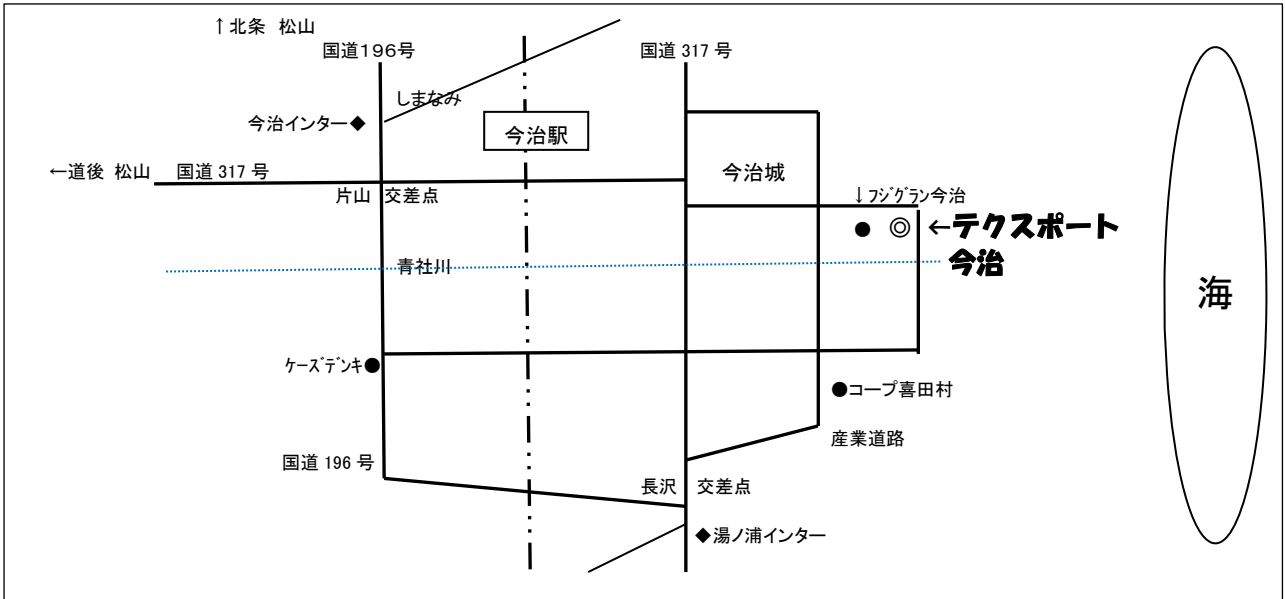 ↑北条 松山
国道196号
国道 317 号
しまなみ
今治インター◆
今治駅
←道後 松山 国道 317 号
今治城
片山 交差点
↓フジグラン今治
● ◎ ←テクスポート
今治
青社川
海
ケーズデンキ●
●コープ喜田村
産業道路
国道 196 号
長沢 交差点
◆湯ノ浦インター